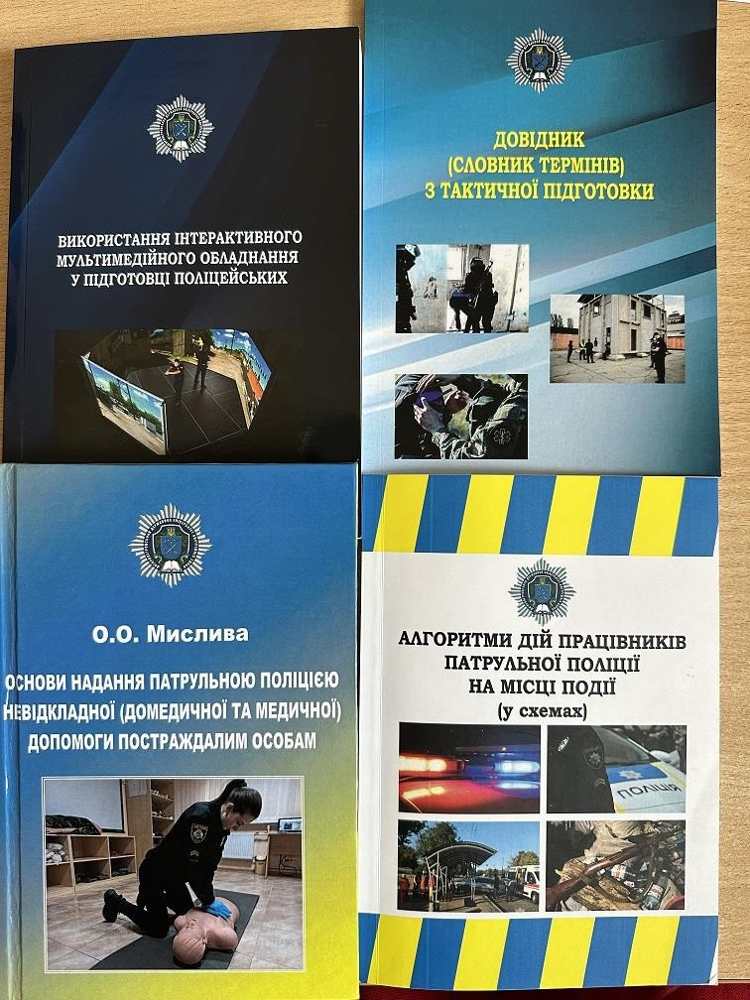 ВИКОРИСТАННЯ ІНТЕРАКТИВНОГО
МУЛЬТИМЕДІЙНОГО ОБЛАДНАННЯ
У ПІДГОТОВЦІ ПОЛІЦЕЙСЬКИХ
ДОВІДНИК
(СЛОВНИК ТЕРМІНІВ)
З ТАКТИЧНОЇ ПІДГОТОВКИ
О.О. Мислива
ОСНОВИ НАДАННЯ ПАТРУЛЬНОЮ ПОЛІЦІЄЮ
НЕВІДКЛАДНОЇ (ДОМЕДИЧНОЇ ТА МЕДИЧНОЇ)
ДОПОМОГИ ПОСТРАЖДАЛИМ ОСОБАМ
АЛГОРИТМИ ДІЙ ПРАЦІВНИКІВ
ПАТРУЛЬНОЇ ПОЛІЦІЇ
НА МІСЦІ ПОДІЇ
(у схемах)
ПОЛІЦІЯ